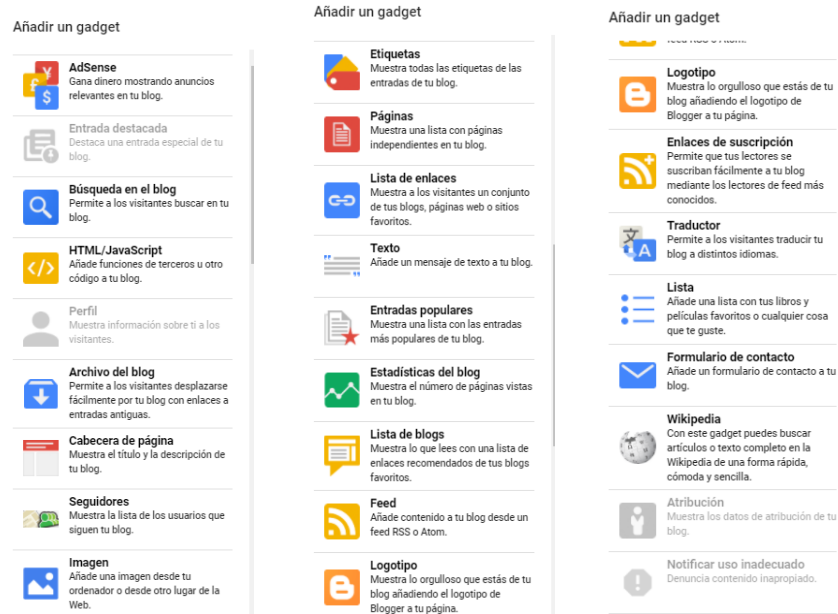 Añadir un gadget
AdSense
Gana dinero mostrando anuncios
relevantes en tu blog.
Entrada destacada
Destaca una entrada especial de tu
blog.
Búsqueda en el blog
Permite a los visitantes buscar en tu
blog.
HTML/JavaScript
Añade funciones de terceros u otro
código a tu blog.
Perfil
Muestra información sobre ti a los
visitantes.
Archivo del blog
Permite a los visitantes desplazarse
fácilmente por tu blog con enlaces a
entradas antiguas.
Cabecera de página
Muestra el título y la descripción de
tu blog.
Seguidores
Muestra la lista de los usuarios que
siguen tu blog.
Imagen
Añade una imagen desde tu
ordenador o desde otro lugar de la
Web.
Añadir un gadget
Etiquetas
Muestra todas las etiquetas de las
entradas de tu blog.
Páginas
Muestra una lista con páginas
independientes en tu blog.
Lista de enlaces
Muestra a los visitantes un conjunto
de tus blogs, páginas web o sitios
favoritos.
Texto
Añade un mensaje de texto a tu blog.
Entradas populares
Muestra una lista con las entradas
más populares de tu blog.
Estadísticas del blog
Muestra el número de páginas vistas
en tu blog.
Lista de blogs
Muestra lo que lees con una lista de
enlaces recomendados de tus blogs
favoritos.
Feed
Añade contenido a tu blog desde un
feed RSS o Atom.
Logotipo
Muestra lo orgulloso que estás de tu
blog añadiendo el logotipo de
Blogger a tu página.
Añadir un gadget
feed RSS o Atom.
Logotipo
Muestra lo orgulloso que estás de tu
blog añadiendo el logotipo de
Blogger a tu página.
Enlaces de suscripción
Permite que tus lectores se
suscriban fácilmente a tu blog
mediante los lectores de feed más
conocidos.
Traductor
Permite a los visitantes traducir tu
blog a distintos idiomas.
Lista
Añade una lista con tus libros y
películas favoritos o cualquier cosa
que te guste.
Formulario de contacto
Añade un formulario de contacto a tu
blog.
Wikipedia
Con este gadget puedes buscar
artículos o texto completo en la
Wikipedia de una forma rápida,
cómoda y sencilla.
Atribución
Muestra los datos de atribución de tu
blog.
Notificar uso inadecuado
Denuncia contenido inapropiado.